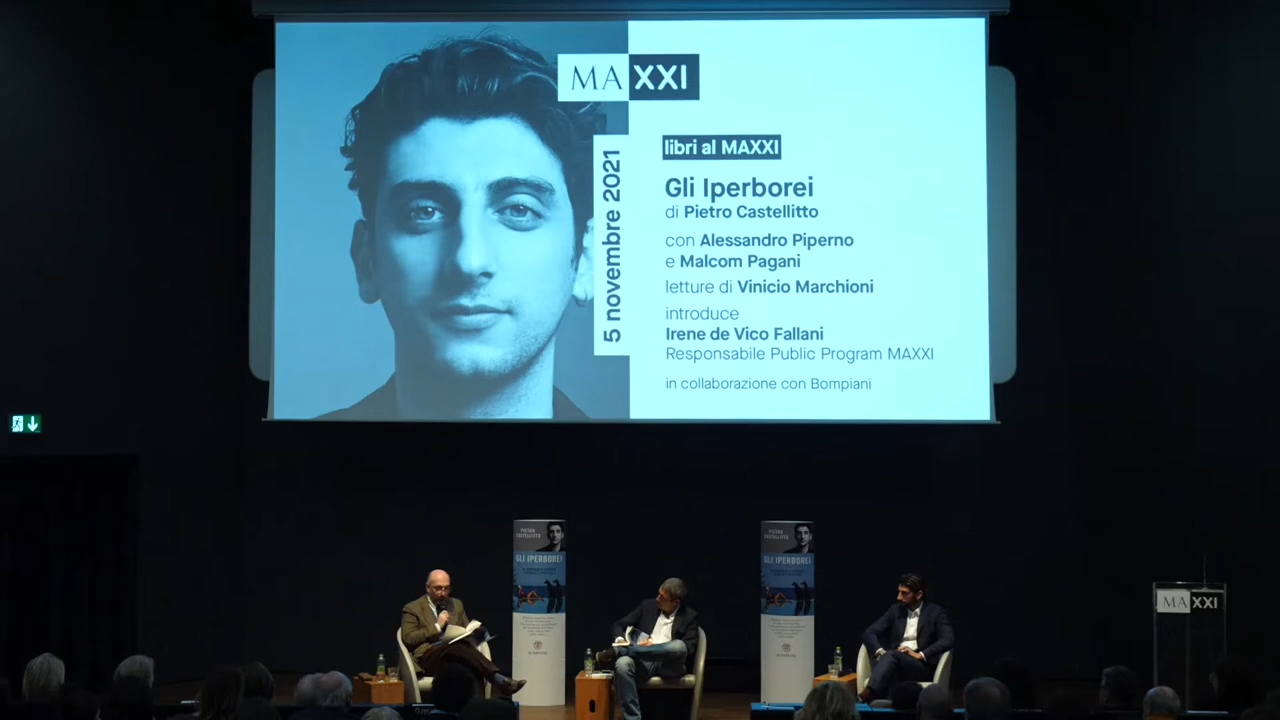 MAXXI
libri al MAXXI
5 novembre 2021
Gli Iperborei
di Pietro Castellitto
con Alessandro Piperno
e Malcom Pagani
letture di Vinicio Marchioni
introduce
Irene de Vico Fallani
Responsabile Public Program MAXXI
in collaborazione con Bompiani
PIETRO
CASTELLITTO
GLI IPERBOREI
PIETRO
CASTELLITTO
GLI IPERBOREI
MAXXI